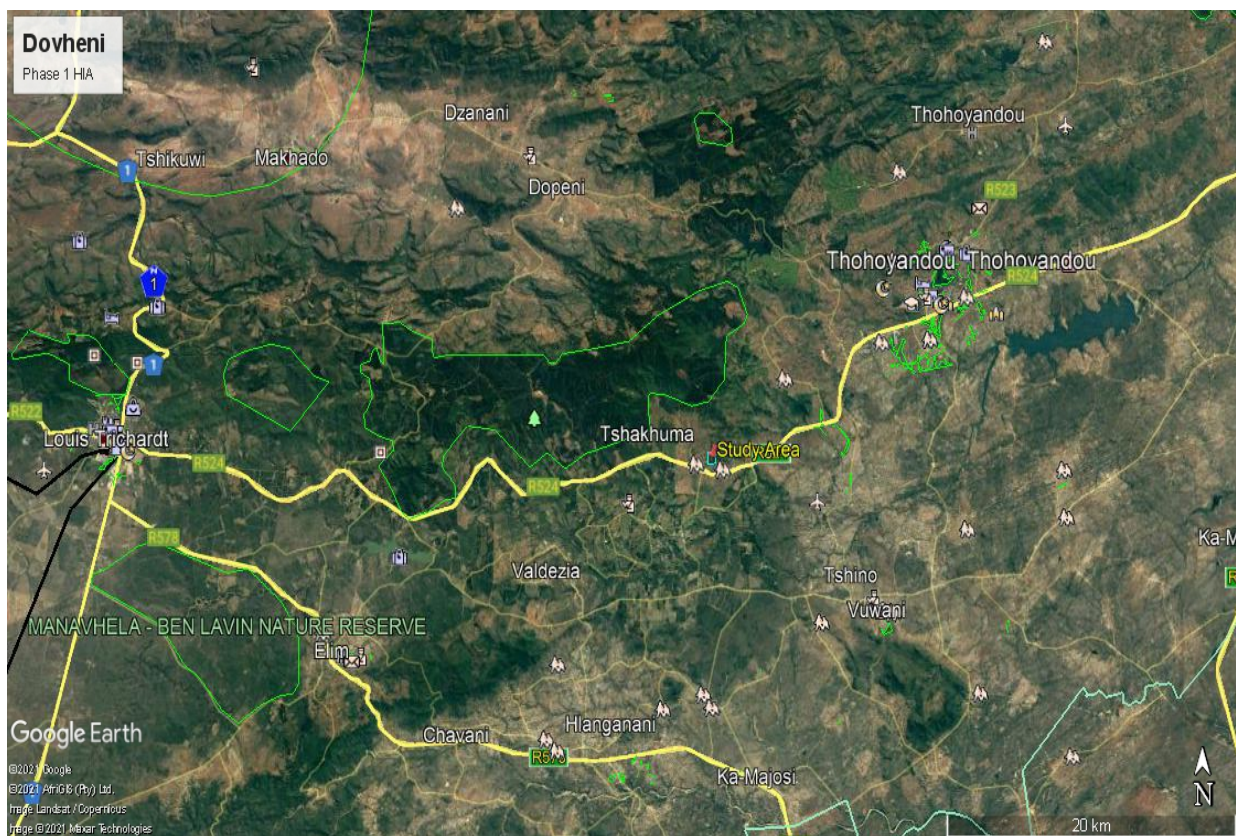 Dovheni
Phase 1 HIA
Dzanani
Thohoyandou
H
1
Tshikuwi
Makhado
Dopeni
R523
Thohoyandou
Thohoyandou
N
1
R524
1
R522
H
Louis Trichardt
Tshakhuma
Study Area
R524
R524
R578
Ka-M
Valdezia
Tshino
Vuwani
MANAVHELA - BEN LAVIN NATURE RESERVE
Elim
Google Earth
Chavani
Hlanganani
Ka-Majosi
©2021 Google
©2021 AfriGIS (Pty) Ltd.
Image Landsat / Copernicus
Image ©2021 Maxar Technologies
N
20 km